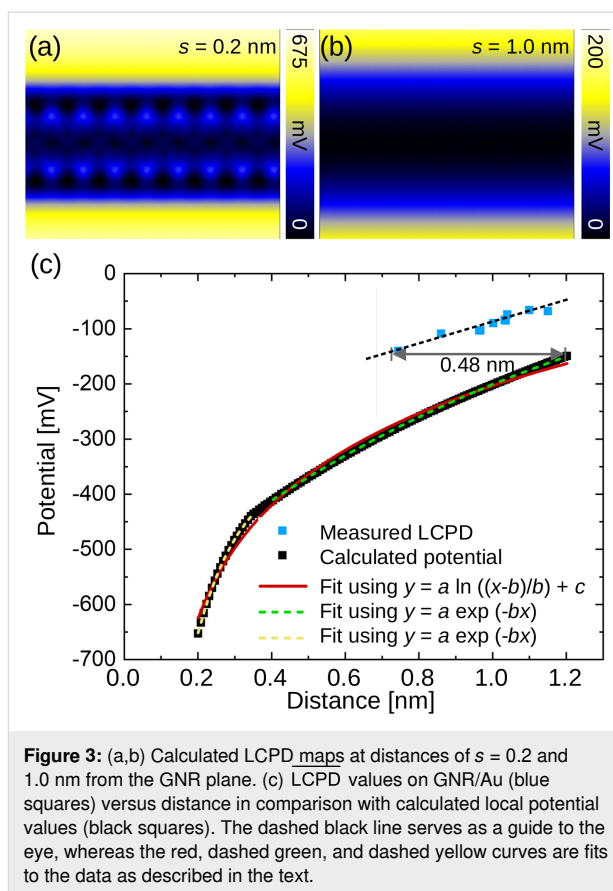 (a) s = 0.2 nm
675 mV 0
(b) s = 1.0 nm
200 mV 0
(c)
0
-100
-200
-300
-400
-500
-600
-700
Potential [mV]
0.48 nm
Measured LCPD
Calculated potential
Fit using y = a ln ((x-b)/b) + c
Fit using y = a exp (-bx)
Fit using y = a exp (-bx)
0.0 0.2 0.4 0.6 0.8 1.0 1.2
Distance [nm]
Figure 3: (a,b) Calculated LCPD maps at distances of s = 0.2 and
1.0 nm from the GNR plane. (c) LCPD values on GNR/Au (blue
squares) versus distance in comparison with calculated local potential
values (black squares). The dashed black line serves as a guide to the
eye, whereas the red, dashed green, and dashed yellow curves are fits
to the data as described in the text.